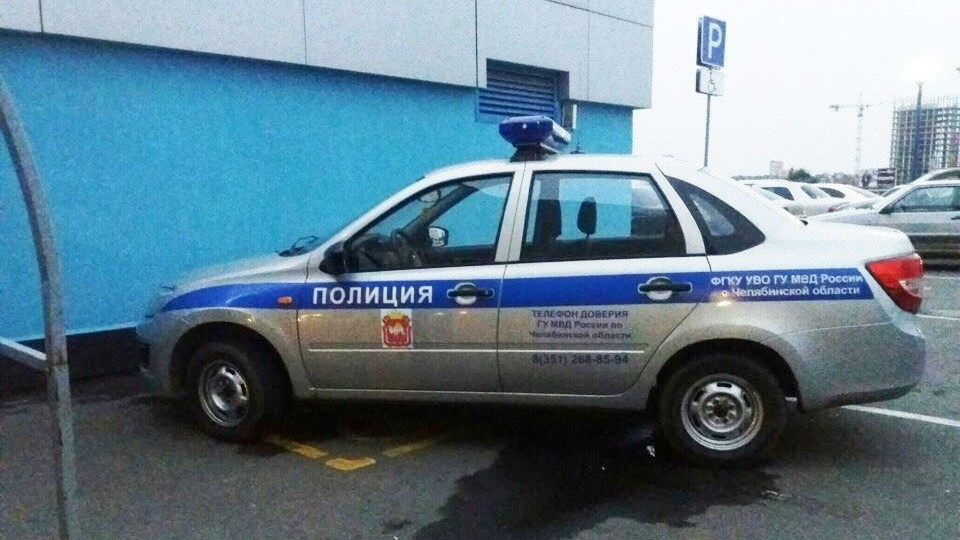 P
ПОЛИЦИЯ
ТЕЛЕФОН ДОВЕРИЯ
ГУ МВД России по
Челябинской области
8(351) 268-85-94
ФГКУ УВО ГУ МВД России
по Челябинской области